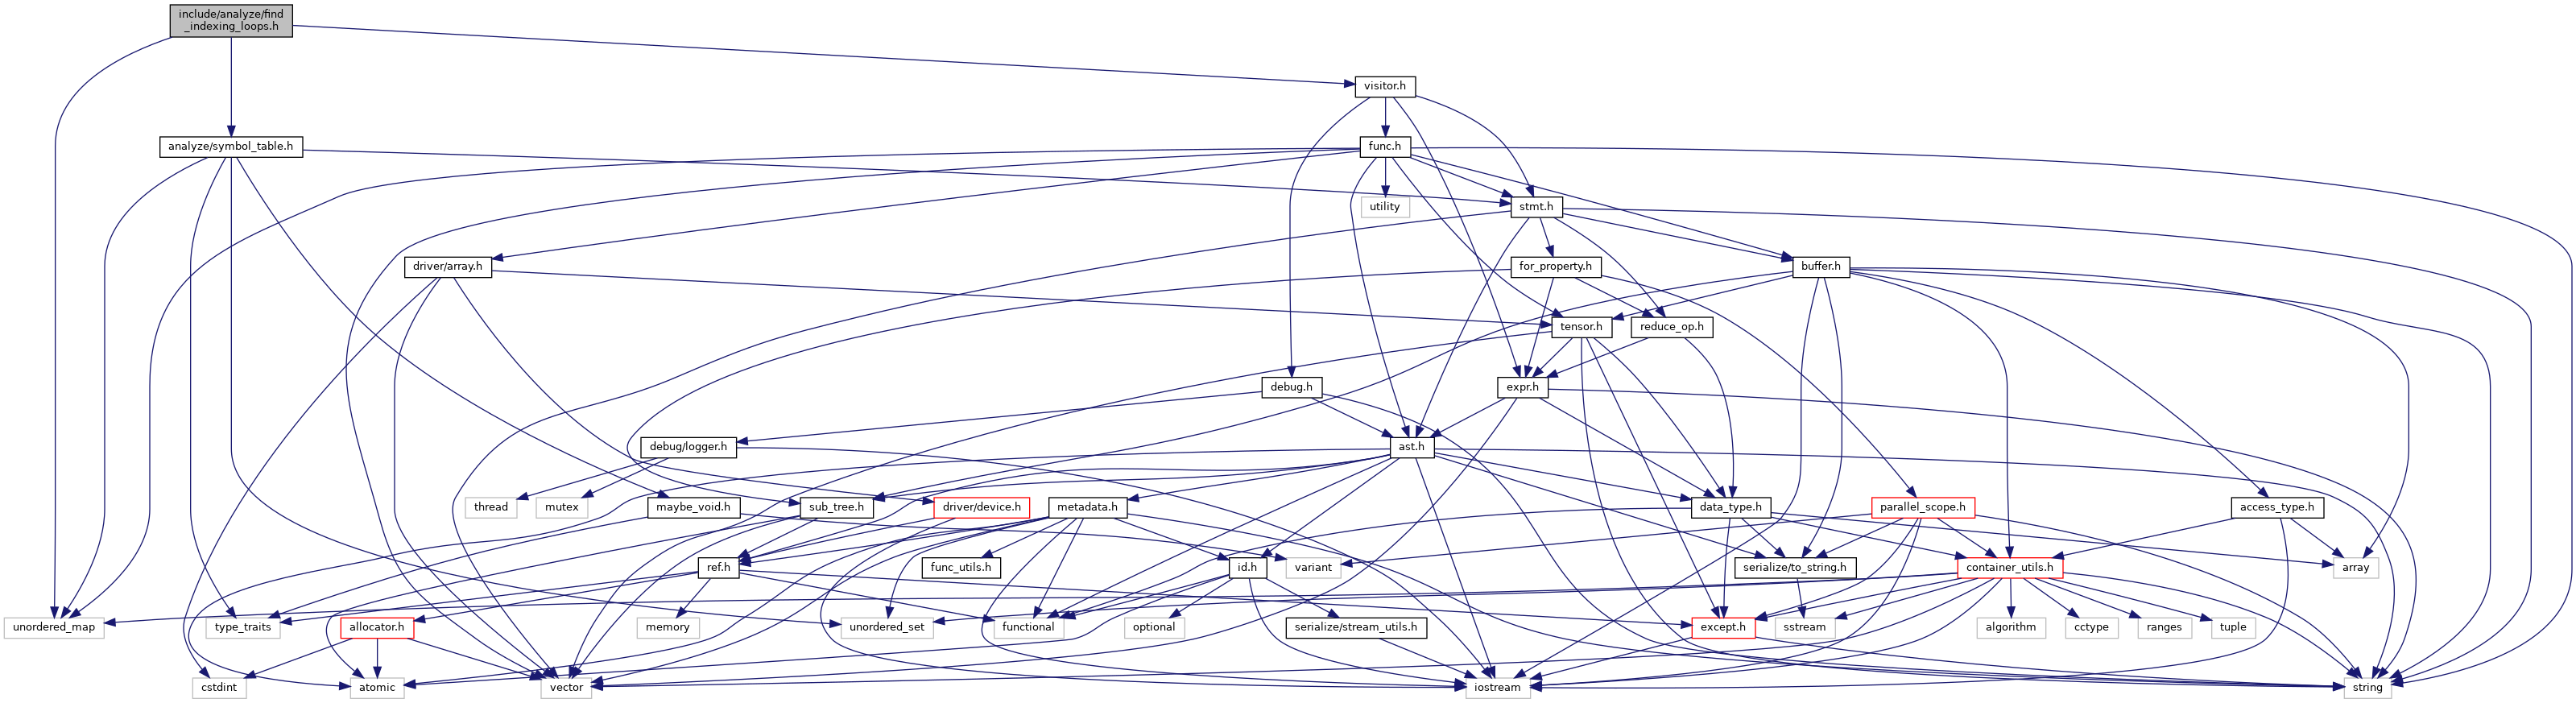 include/analyze/find
_indexing_loops.h
visitor.h
analyze/symbol_table.h
func.h
utility
stmt.h
driver/array.h
for_property.h
buffer.h
tensor.h
reduce_op.h
debug.h
expr.h
debug/logger.h
ast.h
thread
mutex
maybe_void.h
sub_tree.h
driver/device.h
metadata.h
data_type.h
parallel_scope.h
access_type.h
ref.h
func_utils.h
id.h
variant
serialize/to_string.h
container_utils.h
array
unordered_map
type_traits
allocator.h
memory
unordered_set
functional
optional
serialize/stream_utils.h
except.h
sstream
algorithm
cctype
ranges
tuple
cstdint
atomic
vector
iostream
string